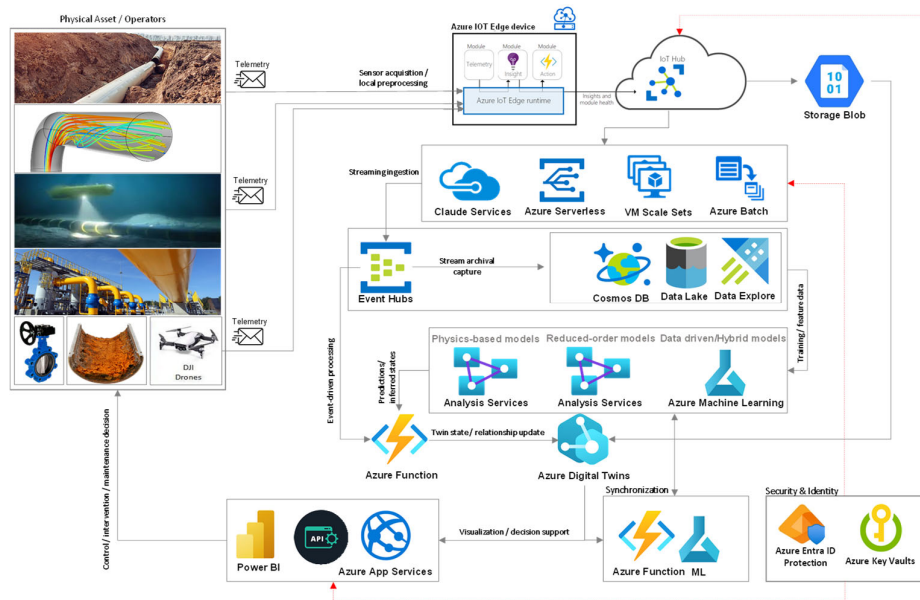 Physical Asset / Operators
Telemetry
Sensor acquisition /
local preprocessing
Azure IOT Edge device
Module
Telemetry
Module
Insight
Module
Action
Azure IoT Edge runtime
IoT Hub
Insights and
module health
10
01
Storage Blob
Telemetry
Streaming ingestion
Claude Services
Azure Serverless
VM Scale Sets
Azure Batch
Event Hubs
Stream archival
capture
Cosmos DB
Data Lake
Data Explore
Telemetry
DJI
Drones
Event-driven processing
Training / feature data
Physics-based models
Reduced-order models
Data driven/Hybrid models
Analysis Services
Analysis Services
Azure Machine Learning
Predictions/
inferred states
Azure Function
Twin state/ relationship update
Azure Digital Twins
Control / intervention / maintenance decision
Synchronization
Security & Identity
Power BI
API
Azure App Services
Visualization / decision support
Azure Function
ML
Azure Entra ID
Protection
Azure Key Vaults